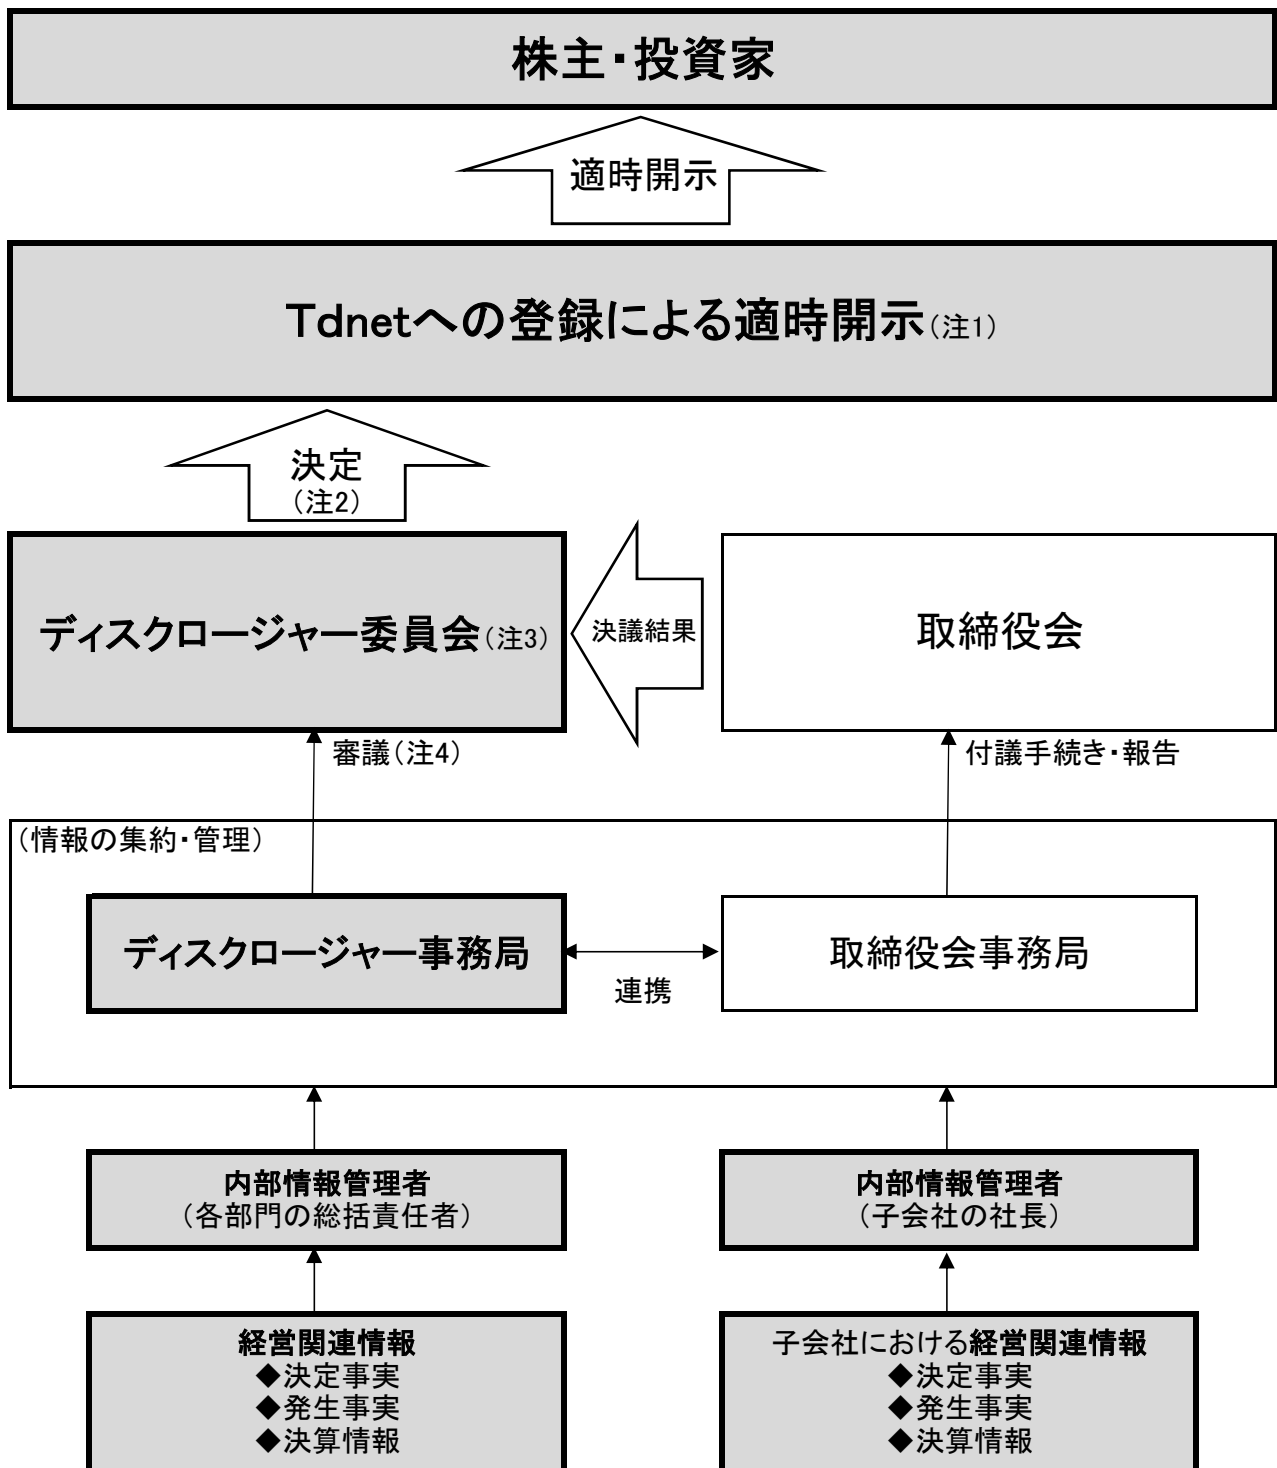 株主・投資家
適時開示
Tdnetへの登録による適時開示(注1)
決定
(注2)
ディスクロージャー委員会(注3)
決議結果
取締役会
審議(注4)
付議手続き・報告
(情報の集約・管理)
ディスクロージャー事務局
連携
取締役会事務局
内部情報管理者
(各部門の総括責任者)
内部情報管理者
(子会社の社長)
経営関連情報
◆決定事実
◆発生事実
◆決算情報
子会社における経営関連情報
◆決定事実
◆発生事実
◆決算情報